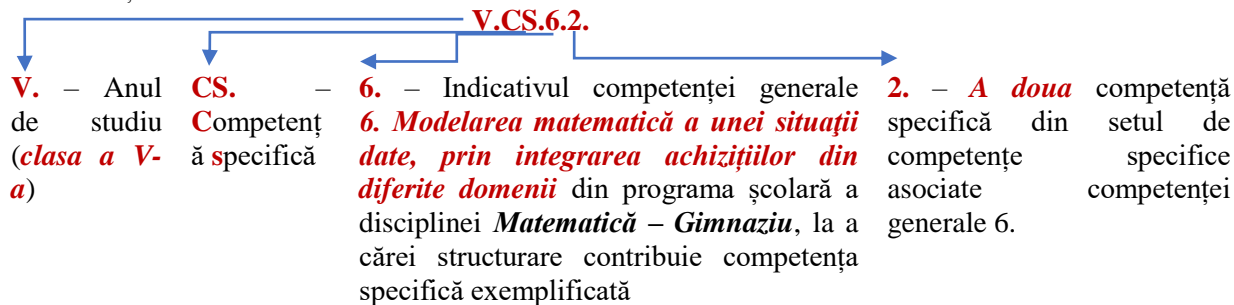 V.CS.6.2.
V. – Anul
de studiu
(clasa a V-
a)
CS. –
Competenț
ă specifică
6. – Indicativul competenței generale
6. Modelarea matematică a unei situaţii
date, prin integrarea achizițiilor din
diferite domenii din programa școlară a
disciplinei Matematică – Gimnaziu, la a
cărei structurare contribuie competența
specifică exemplificată
2. – A doua competență
specifică din setul de
competențe specifice
asociate competenței
generale 6.